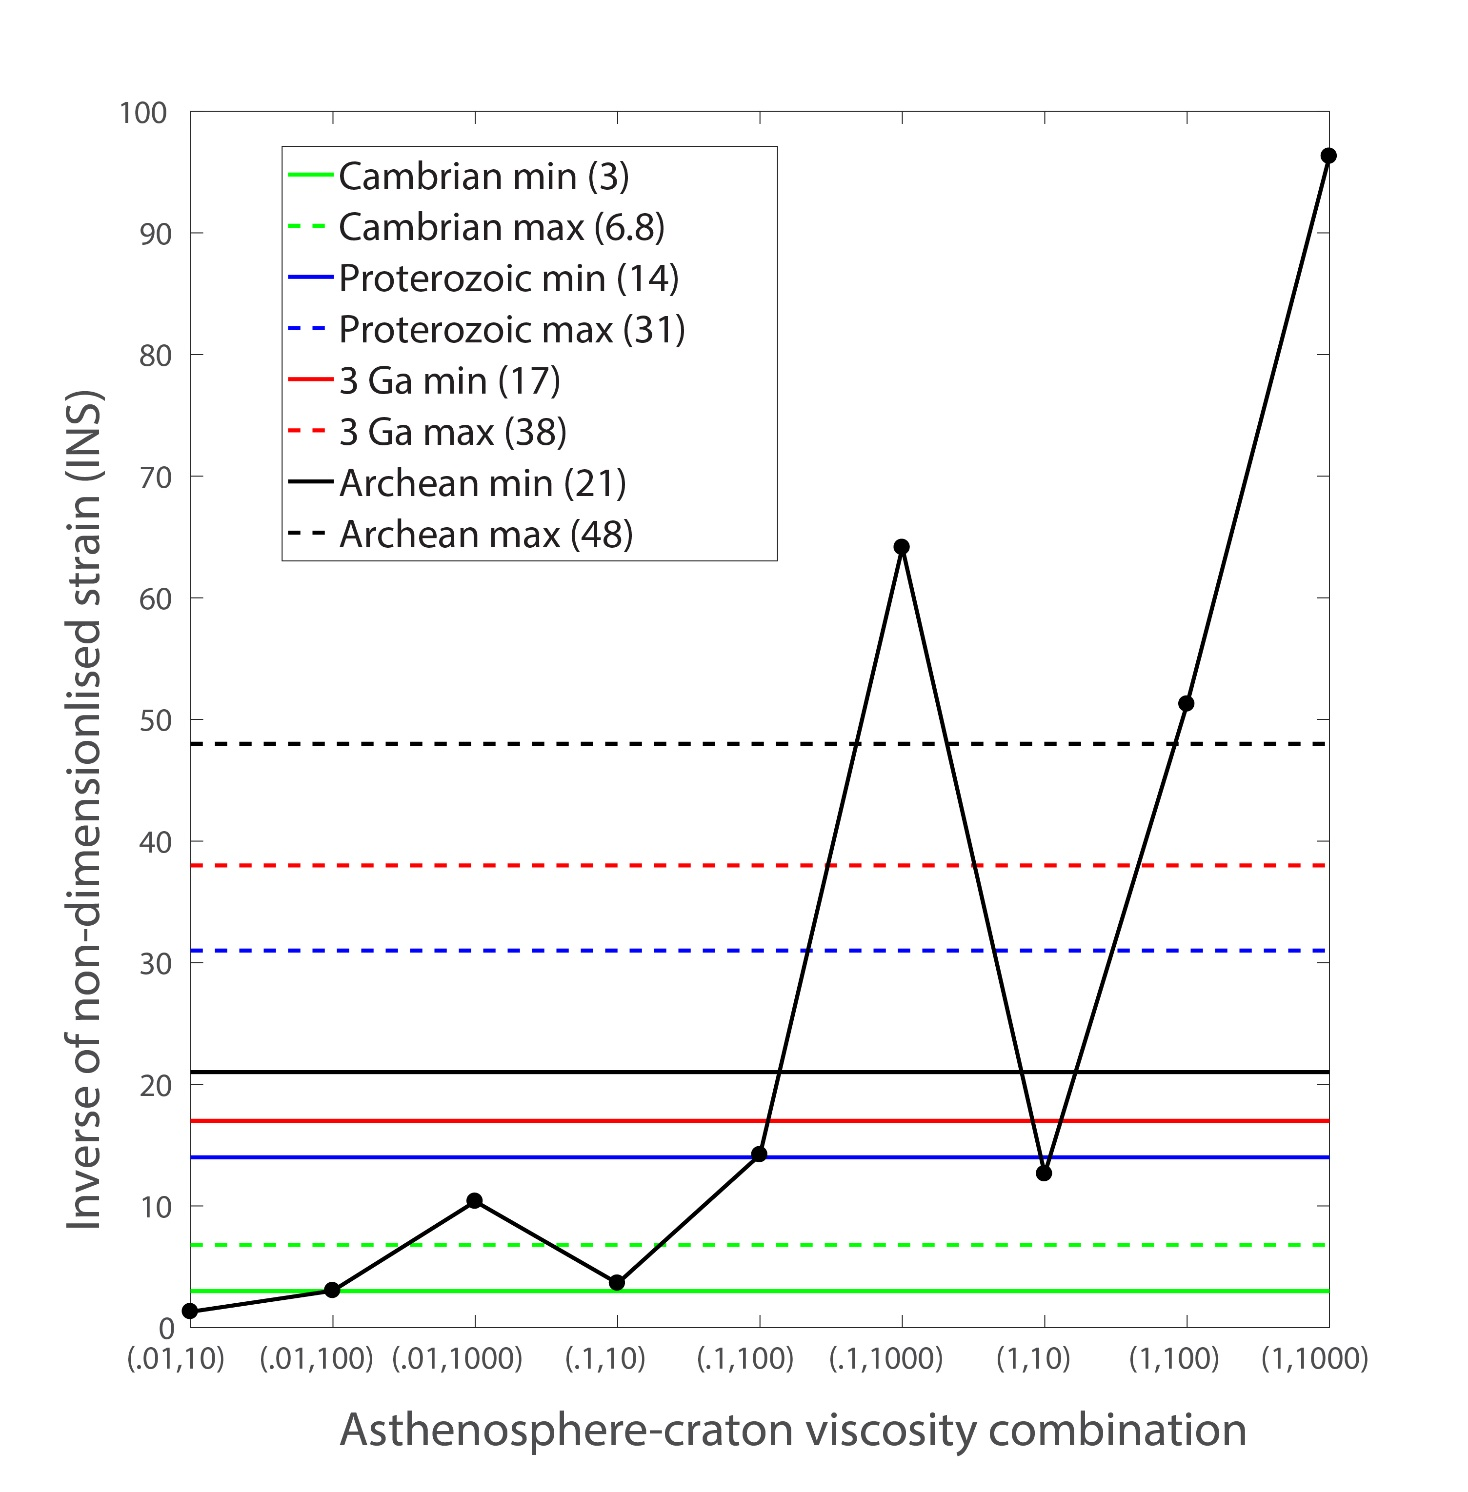 Inverse of non-dimensionlised strain (INS)
100
90
80
70
60
50
40
30
20
10
0
Cambrian min (3)
Cambrian max (6.8)
Proterozoic min (14)
Proterozoic max (31)
3 Ga min (17)
3 Ga max (38)
Archean min (21)
Archean max (48)
(.01,10) (.01,100) (.01,1000) (.1,10) (.1,100) (.1,1000) (1,10) (1,100) (1,1000)
Asthenosphere-craton viscosity combination